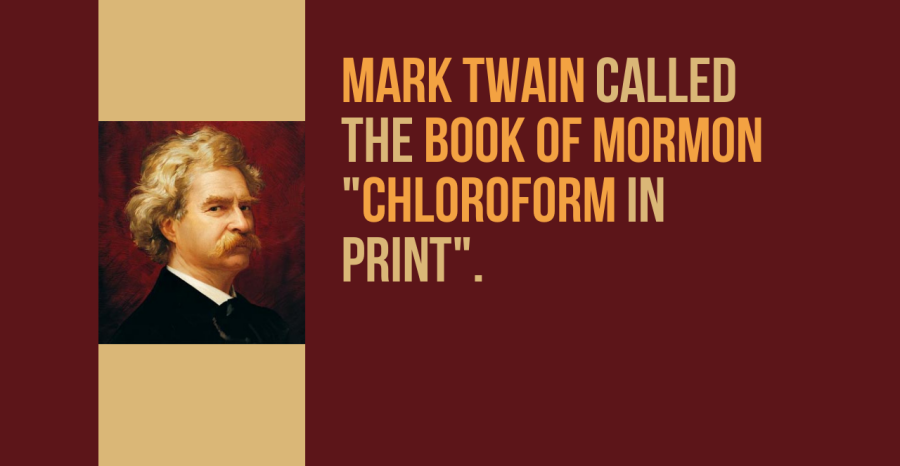 MARK TWAIN CALLED
THE BOOK OF MORMON
"CHLOROFORM IN
PRINT".